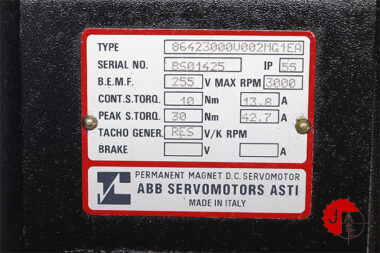 TYPE 86423000V002MG1EA
SERIAL NO. BS01425 IP 55
B.E.M.F. 255 V MAX RPM 3000
CONT.S.TORQ. 10 Nm 13.8 A
PEAK S.TORQ. 30 Nm 42.7 A
TACHO GENER. RES V/K RPM
BRAKE V A
PERMANENT MAGNET D.C. SERVOMOTOR
ABB SERVOMOTORS ASTI
MADE IN ITALY